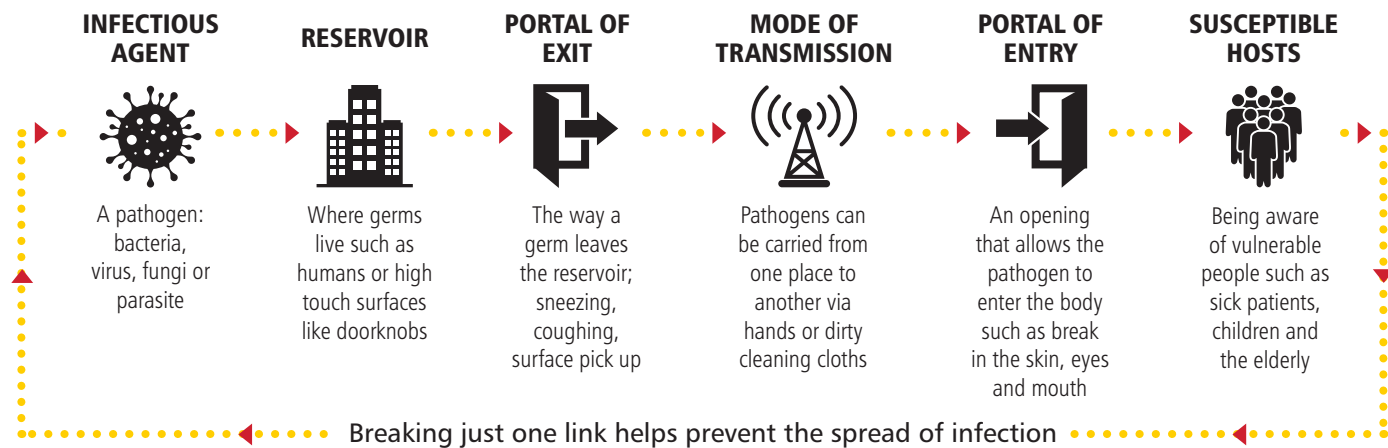 INFECTIOUS
AGENT
A pathogen:
bacteria,
virus, fungi or
parasite
RESERVOIR
Where germs
live such as
humans or high
touch surfaces
like doorknobs
PORTAL OF
EXIT
The way a
germ leaves
the reservoir;
sneezing,
coughing,
surface pick up
MODE OF
TRANSMISSION
Pathogens can
be carried from
one place to
another via
hands or dirty
cleaning cloths
PORTAL OF
ENTRY
An opening
that allows the
pathogen to
enter the body
such as break
in the skin, eyes
and mouth
SUSCEPTIBLE
HOSTS
Being aware
of vulnerable
people such as
sick patients,
children and
the elderly
Breaking just one link helps prevent the spread of infection